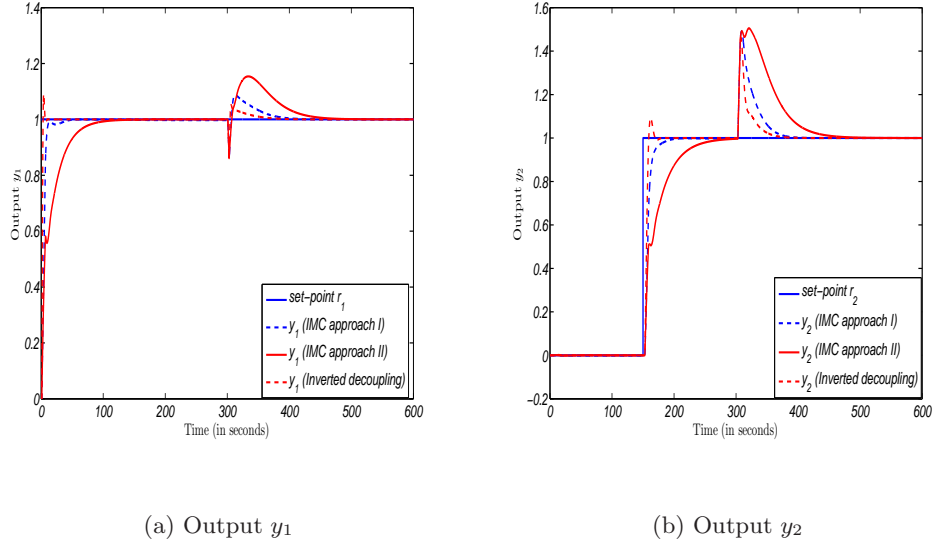 1.4
1.2
1
0.8
0.6
0.4
0.2
0
0 100 200 300 400 500 600
Output y1
Time (in seconds)
set-point r1
y1 (IMC approach I)
y1 (IMC approach II)
y1 (Inverted decoupling)
(a) Output y1
1.6
1.4
1.2
1
0.8
0.6
0.4
0.2
0
−0.2
0 100 200 300 400 500 600
Output y2
Time (in seconds)
set-point r2
y2 (IMC approach I)
y2 (IMC approach II)
y2 (Inverted decoupling)
(b) Output y2